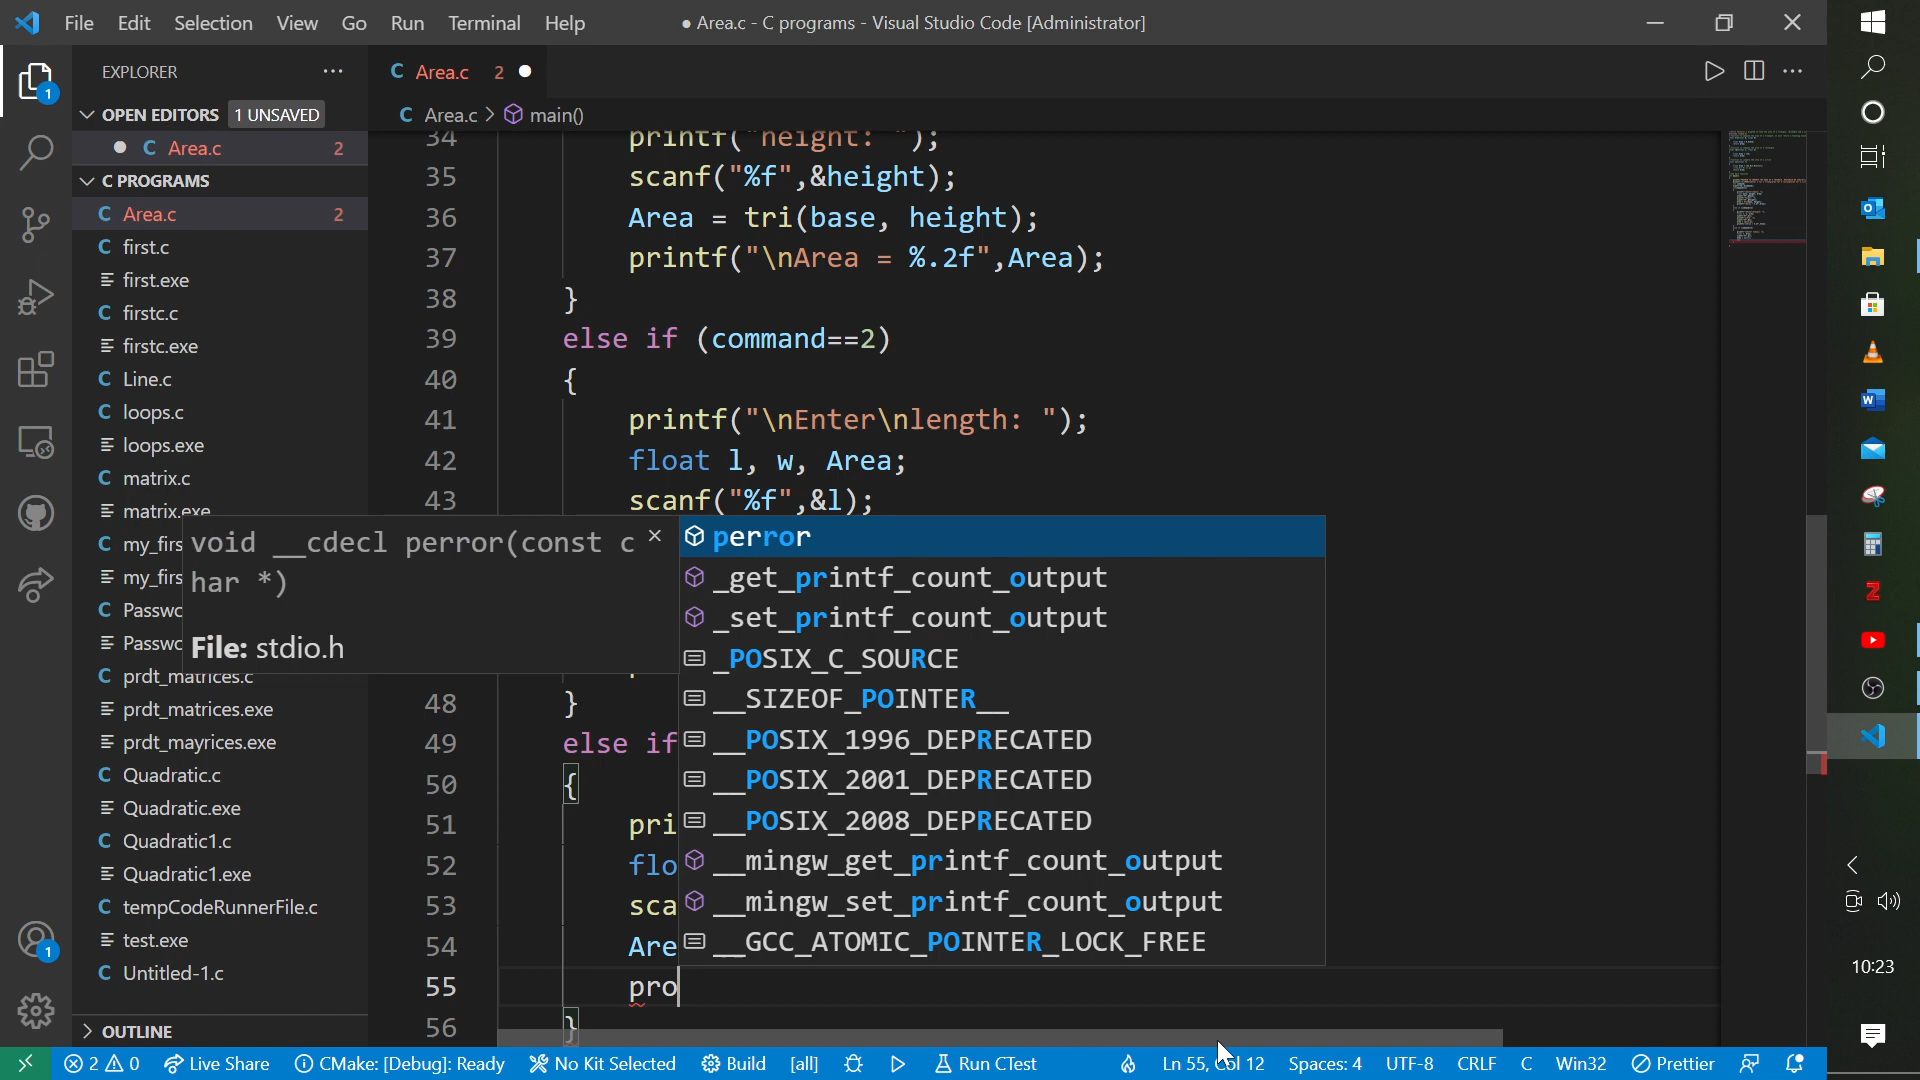 File Edit Selection View Go Run Terminal Help
● Area.c - C programs - Visual Studio Code [Administrator]
EXPLORER ···
Area.c 2
OPEN EDITORS 1 UNSAVED
C Area.c 2
C PROGRAMS
C Area.c 2
C first.c
first.exe
C firstc.c
firstc.exe
C Line.c
C loops.c
loops.exe
C matrix.c
matrix.exe
C my_firs
my_firs
C Passwo
Passwo
C prdt_matrices.c
prdt_matrices.exe
prdt_mayrices.exe
C Quadratic.c
Quadratic.exe
C Quadratic1.c
Quadratic1.exe
C tempCodeRunnerFile.c
test.exe
C Untitled-1.c
OUTLINE
C Area.c > main()
34 printf("height: ");
35 scanf("%f",&height);
36 Area = tri(base, height);
37 printf("\nArea = %.2f",Area);
38 }
39 else if (command==2)
40 {
41 printf("\nEnter\nlength: ");
42 float l, w, Area;
43 scanf("%f",&l);
void __cdecl perror(const c
har *)
File: stdio.h
perror
_get_printf_count_output
_set_printf_count_output
_POSIX_C_SOURCE
__SIZEOF_POINTER__
__POSIX_1996_DEPRECATED
__POSIX_2001_DEPRECATED
__POSIX_2008_DEPRECATED
__mingw_get_printf_count_output
__mingw_set_printf_count_output
__GCC_ATOMIC_POINTER_LOCK_FREE
48 }
49 else if
50 {
51 pri
52 flo
53 sca
54 Are
55 pro
56 }
2 0 Live Share CMake: [Debug]: Ready No Kit Selected Build [all] Run CTest Ln 55, Col 12 Spaces: 4 UTF-8 CRLF C Win32 Prettier
10:23